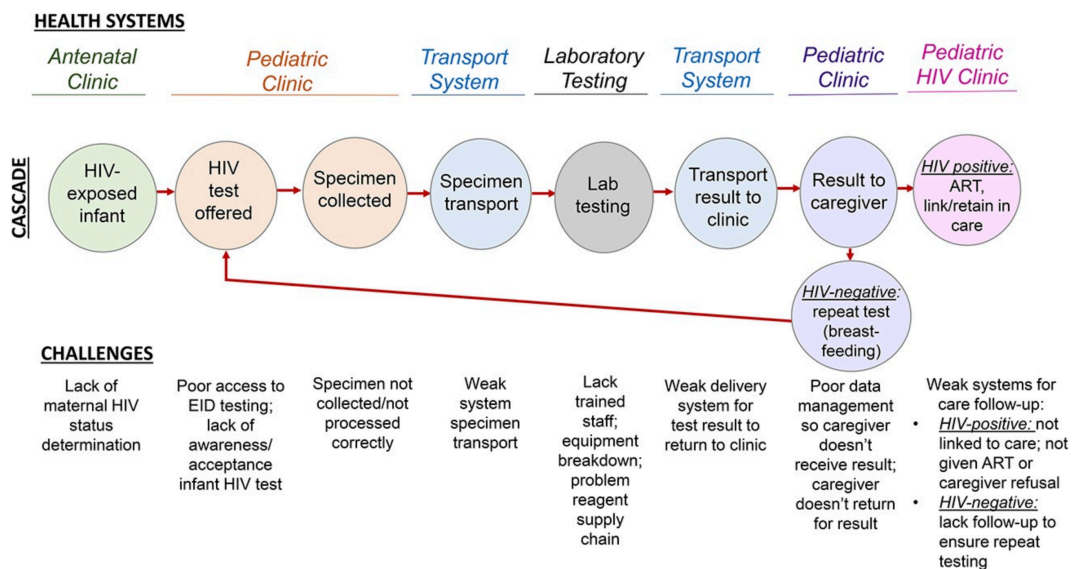 HEALTH SYSTEMS
Antenatal
Clinic
Pediatric
Clinic
Transport
System
Laboratory
Testing
Transport
System
Pediatric
Clinic
Pediatric
HIV Clinic
CASCADE
HIV-
exposed
infant
HIV
test
offered
Specimen
collected
Specimen
transport
Lab
testing
Transport
result to
clinic
Result to
caregiver
HIV positive:
ART,
link/retain in
care
HIV-negative:
repeat test
(breast-
feeding)
CHALLENGES
Lack of
maternal HIV
status
determination
Poor access to
EID testing;
lack of
awareness/
acceptance
infant HIV test
Specimen not
collected/not
processed
correctly
Weak
system
specimen
transport
Lack
trained
staff;
equipment
breakdown;
problem
reagent
supply
chain
Weak delivery
system for
test result to
return to clinic
Poor data
management
so caregiver
doesn't
receive result;
caregiver
doesn't return
for result
Weak systems for
care follow-up:
• HIV-positive: not
linked to care; not
given ART or
caregiver refusal
• HIV-negative:
lack follow-up to
ensure repeat
testing